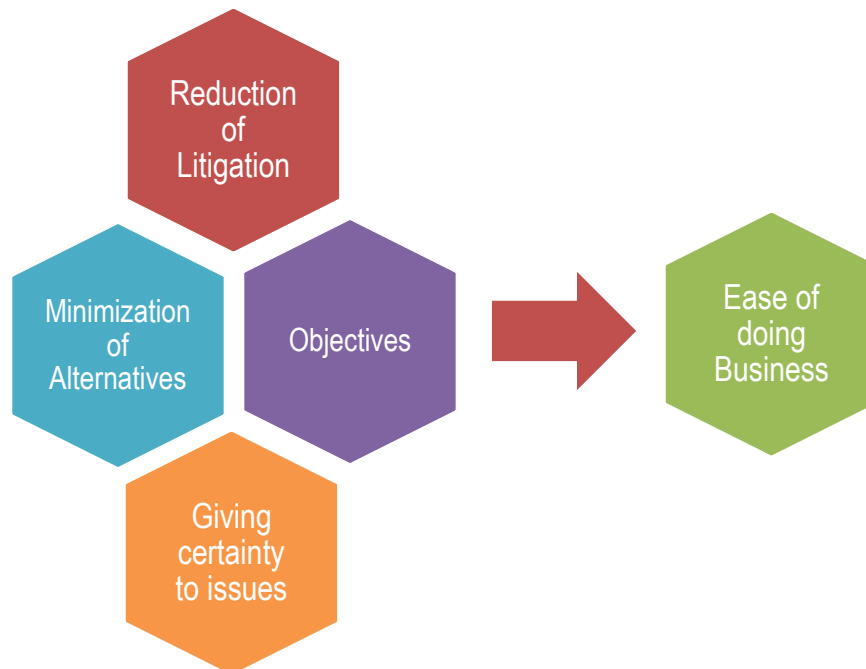 Reduction
of
Litigation
Minimization
of
Alternatives
Objectives
Giving
certainty
to issues
Ease of
doing
Business